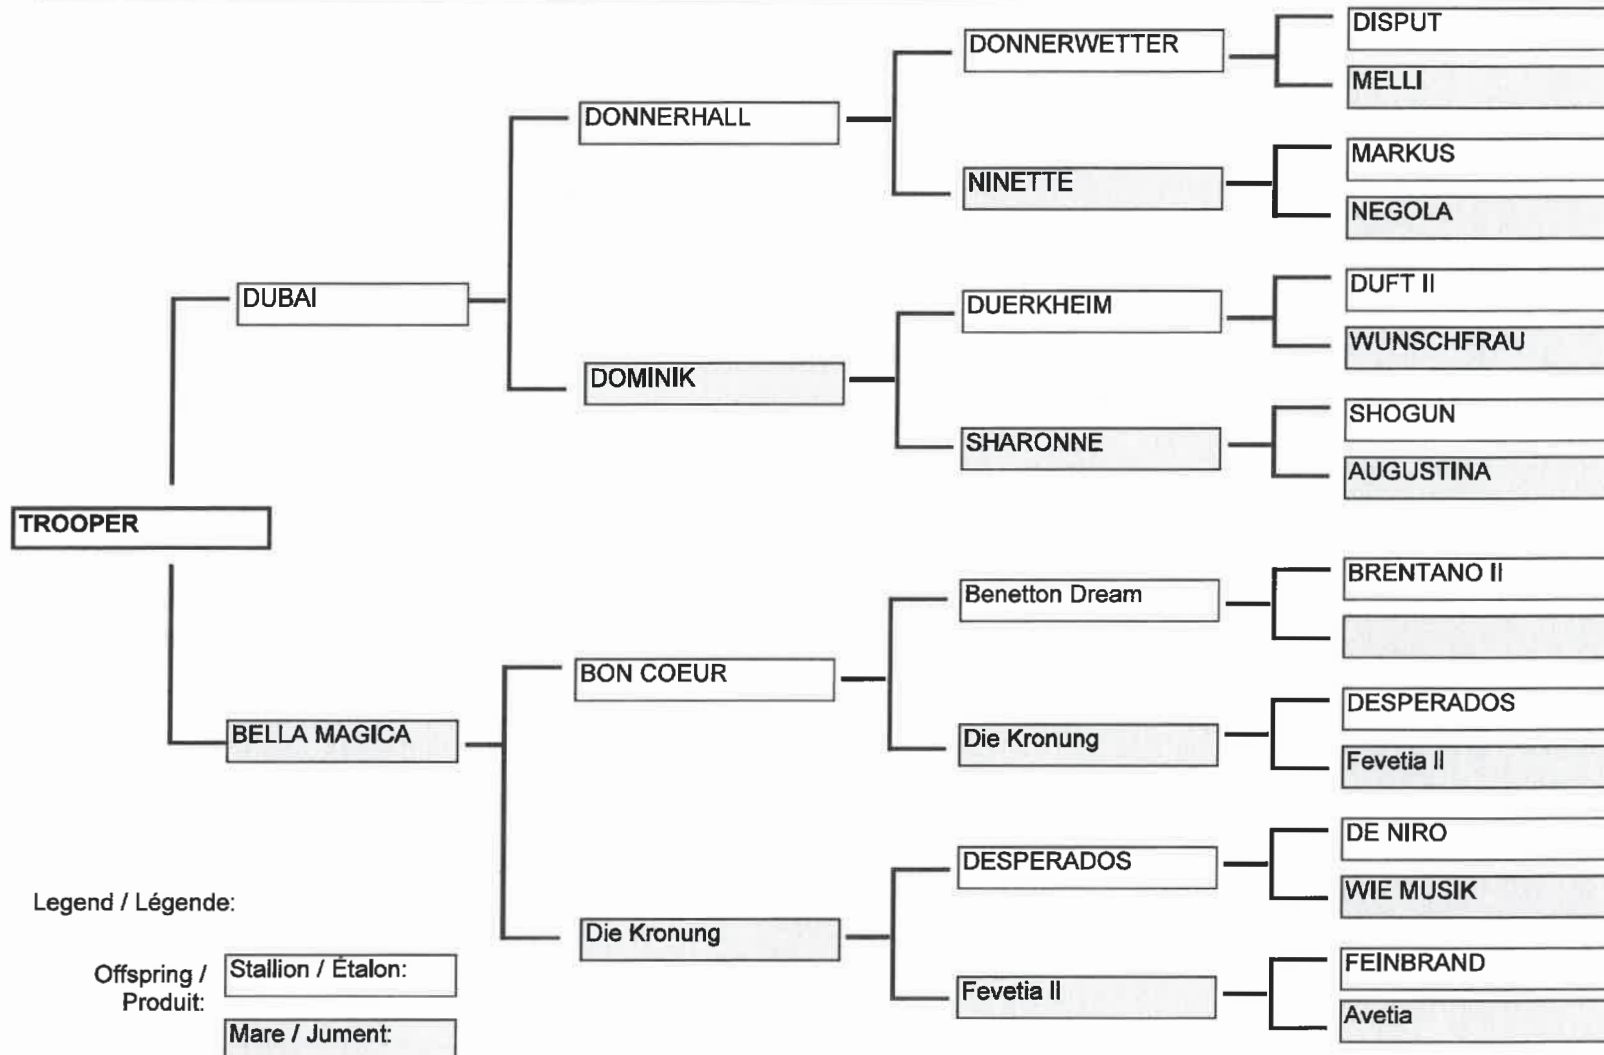 DISPUT
DONNERWETTER
MELLI
DONNERHALL
MARKUS
NINETTE
NEGOLA
DUBAI
DUFT II
DUERKHEIM
WUNSCHFRAU
DOMINIK
SHOGUN
SHARONNE
AUGUSTINA
TROOPER
BRENTANO II
Benetton Dream
BON COEUR
DESPERADOS
BELLA MAGICA
Die Kronung
Fevetia II
DE NIRO
DESPERADOS
WIE MUSIK
Die Kronung
FEINBRAND
Fevetia II
Avetia
Legend / Légende:
Offspring /
Produit:
Stallion / Étalon:
Mare / Jument: